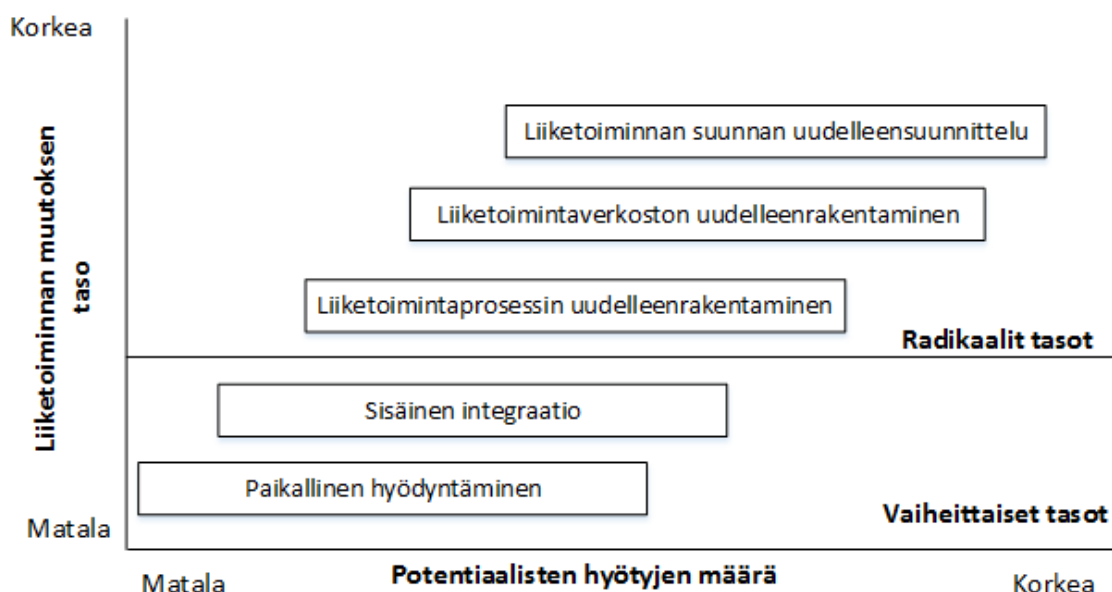 Korkea
Liiketoiminnan muutoksen
taso
Liiketoiminnan suunnan uudelleensuunnittelu
Liiketoimintaverkoston uudelleenrakentaminen
Liiketoimintaprosessin uudelleenrakentaminen
Radikaalit tasot
Sisäinen integraatio
Paikallinen hyödyntäminen
Vaiheittaiset tasot
Matala
Matala
Potentiaalisten hyötyjen määrä
Korkea